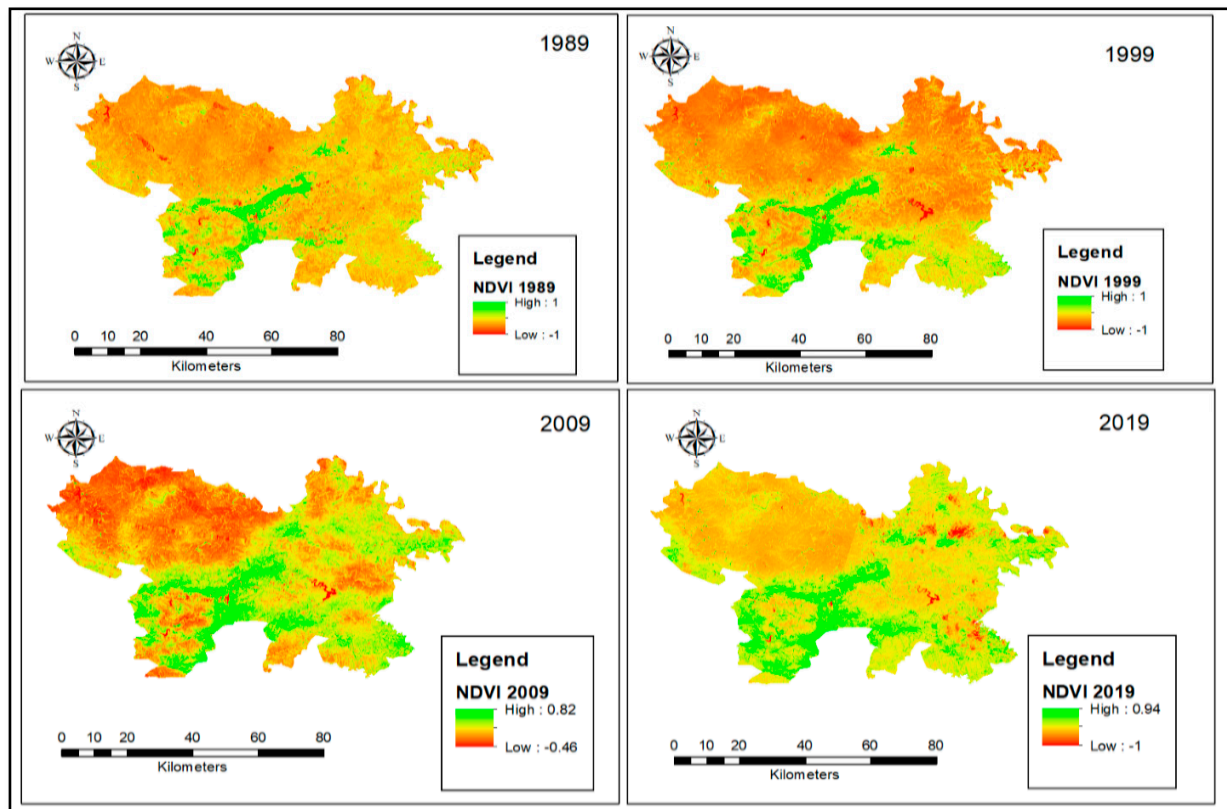 1989
N
W E
S
Legend
NDVI 1989
High : 1
Low : -1
0 10 20 40 60 80
Kilometers
1999
N
W E
S
Legend
NDVI 1999
High : 1
Low : -1
0 10 20 40 60 80
Kilometers
2009
N
W E
S
Legend
NDVI 2009
High : 0.82
Low : -0.46
0 10 20 40 60 80
Kilometers
2019
N
W E
S
Legend
NDVI 2019
High : 0.94
Low : -1
0 10 20 40 60 80
Kilometers